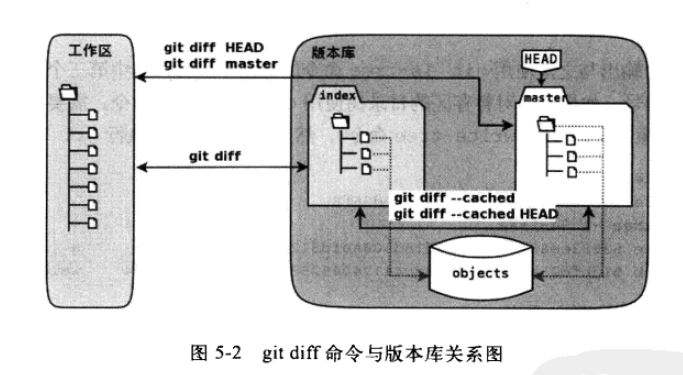 工作区
git diff HEAD
git diff master
版本库
HEAD
index
master
git diff
git diff --cached
git diff --cached HEAD
objects
图 5-2 git diff 命令与版本库关系图